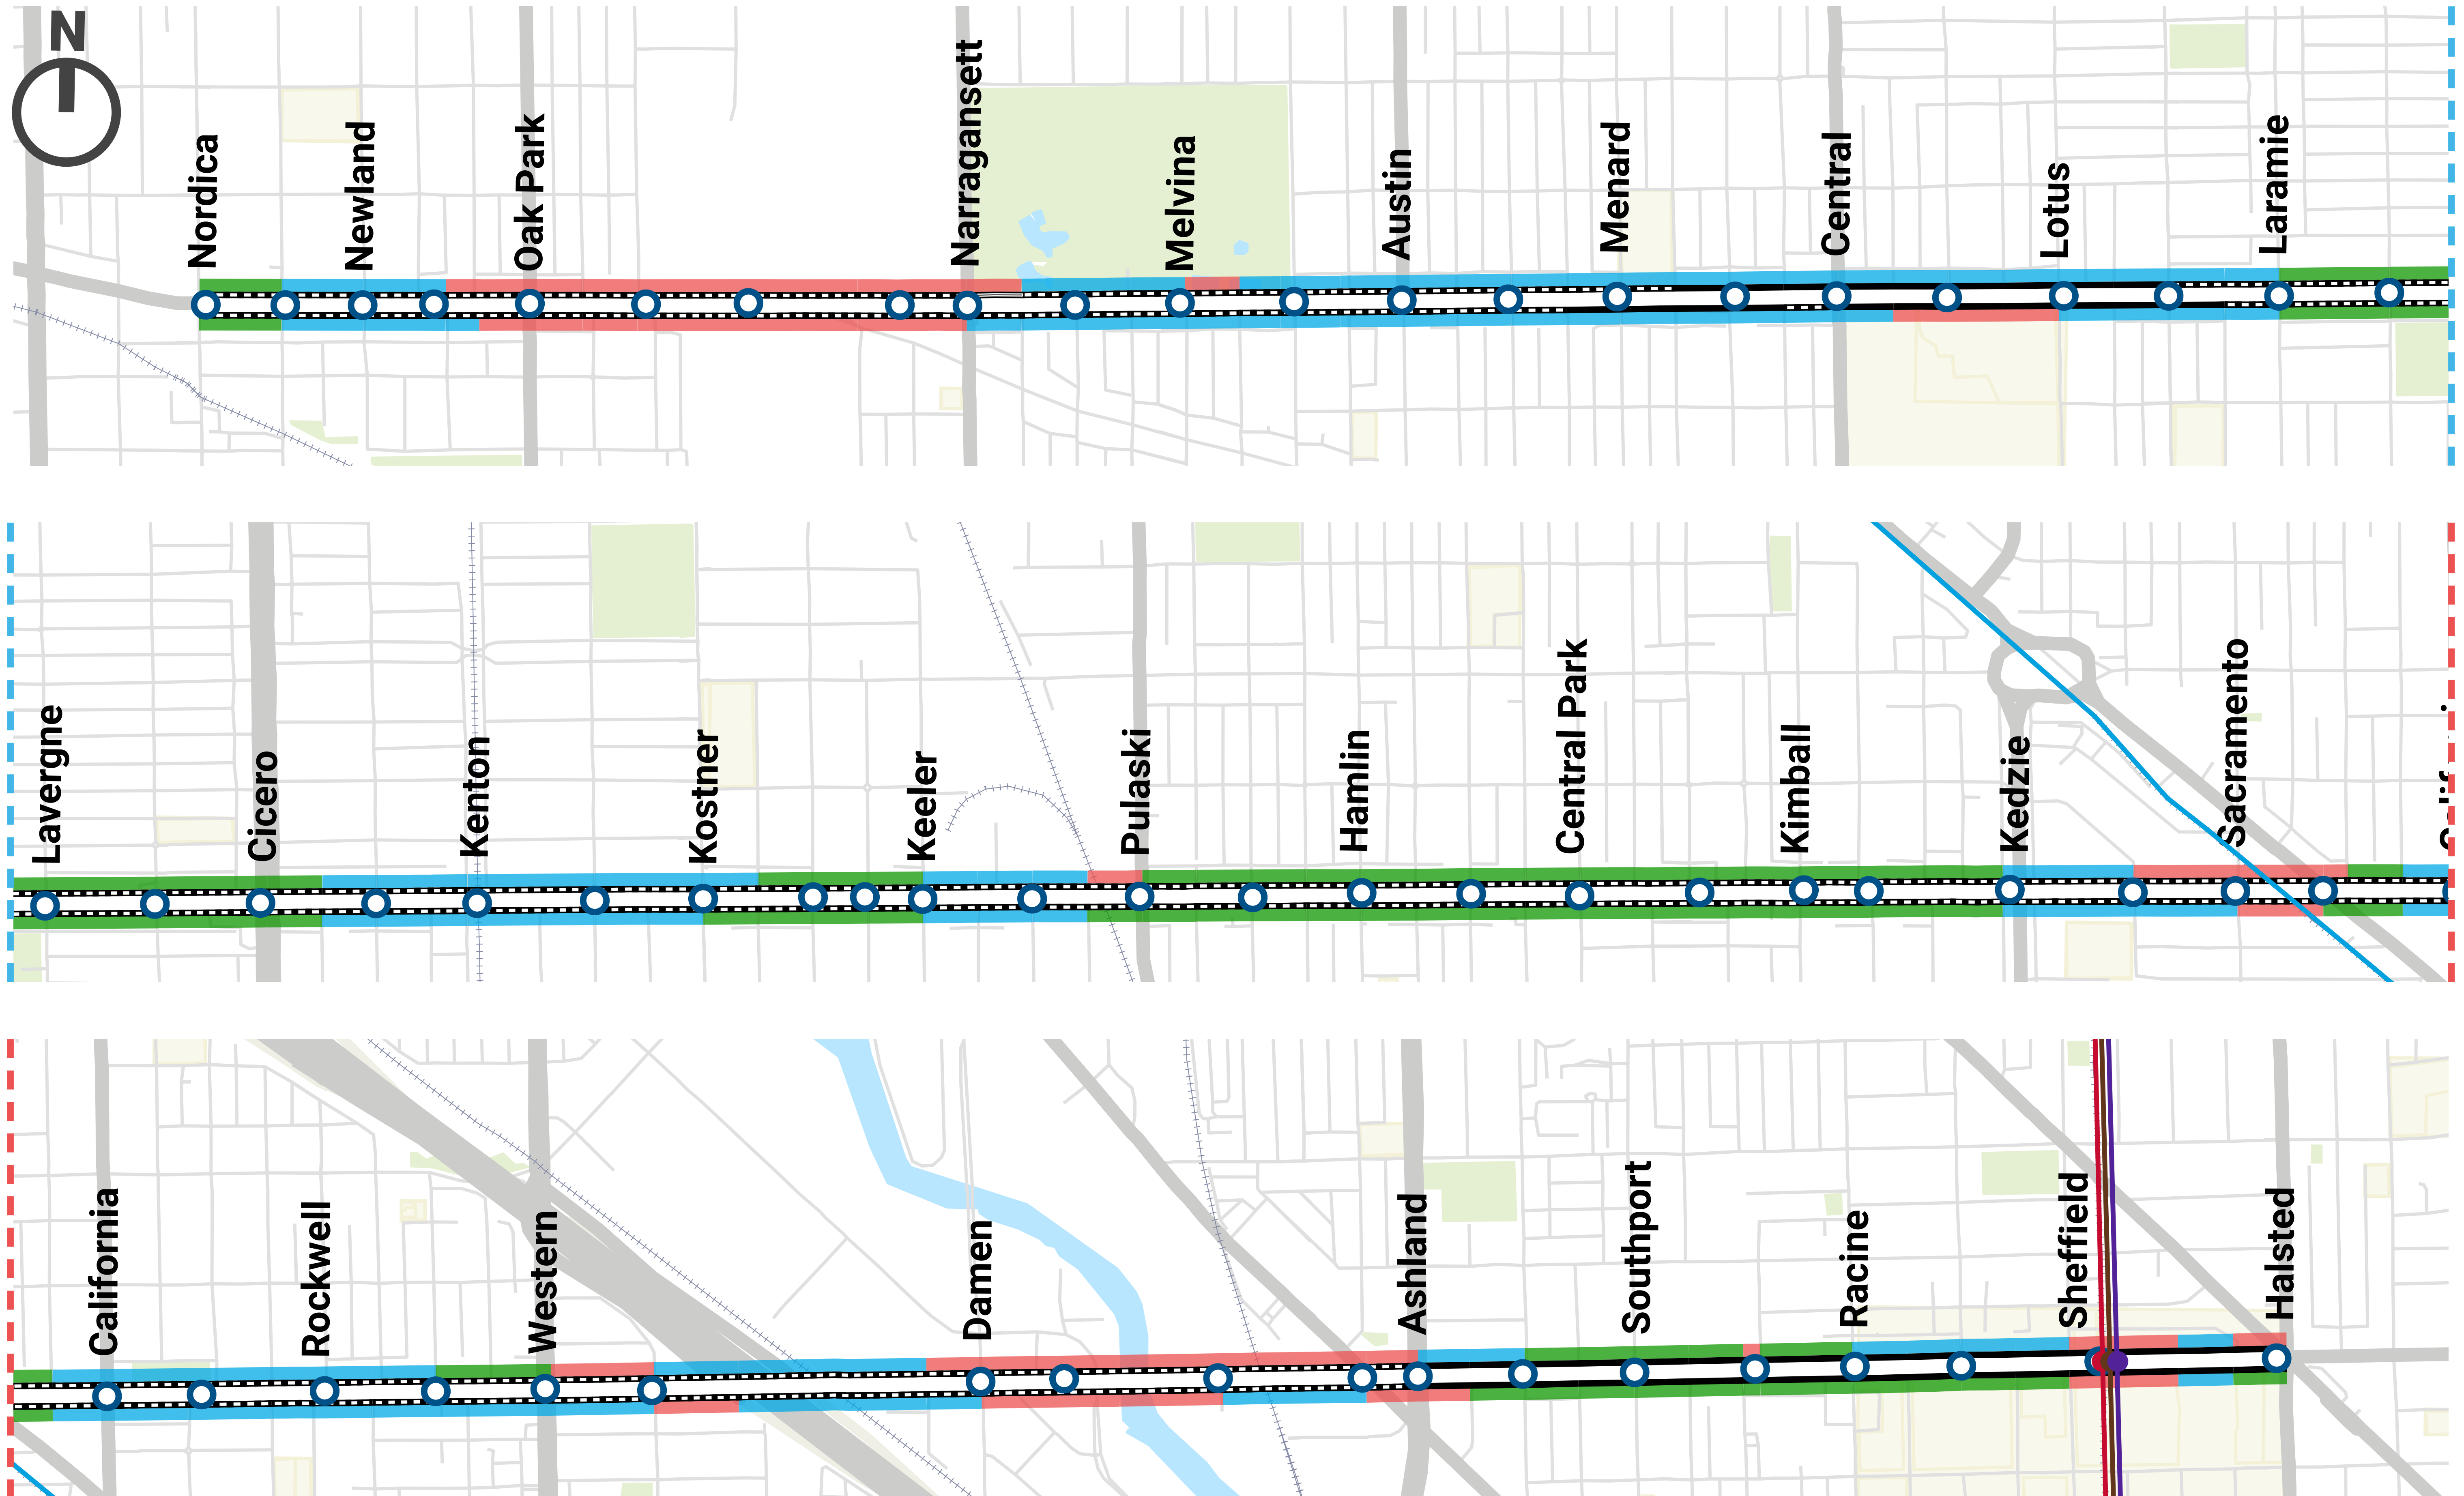 N
Nordica
Newland
Oak Park
Narragansett
Melvina
Austin
Menard
Central
Lotus
Laramie
Lavergne
Cicero
Kenton
Kostner
Keeler
Pulaski
Hamlin
Central Park
Kimball
Kedzie
Sacramento
California
Rockwell
Western
Damen
Ashland
Southport
Racine
Sheffield
Halsted